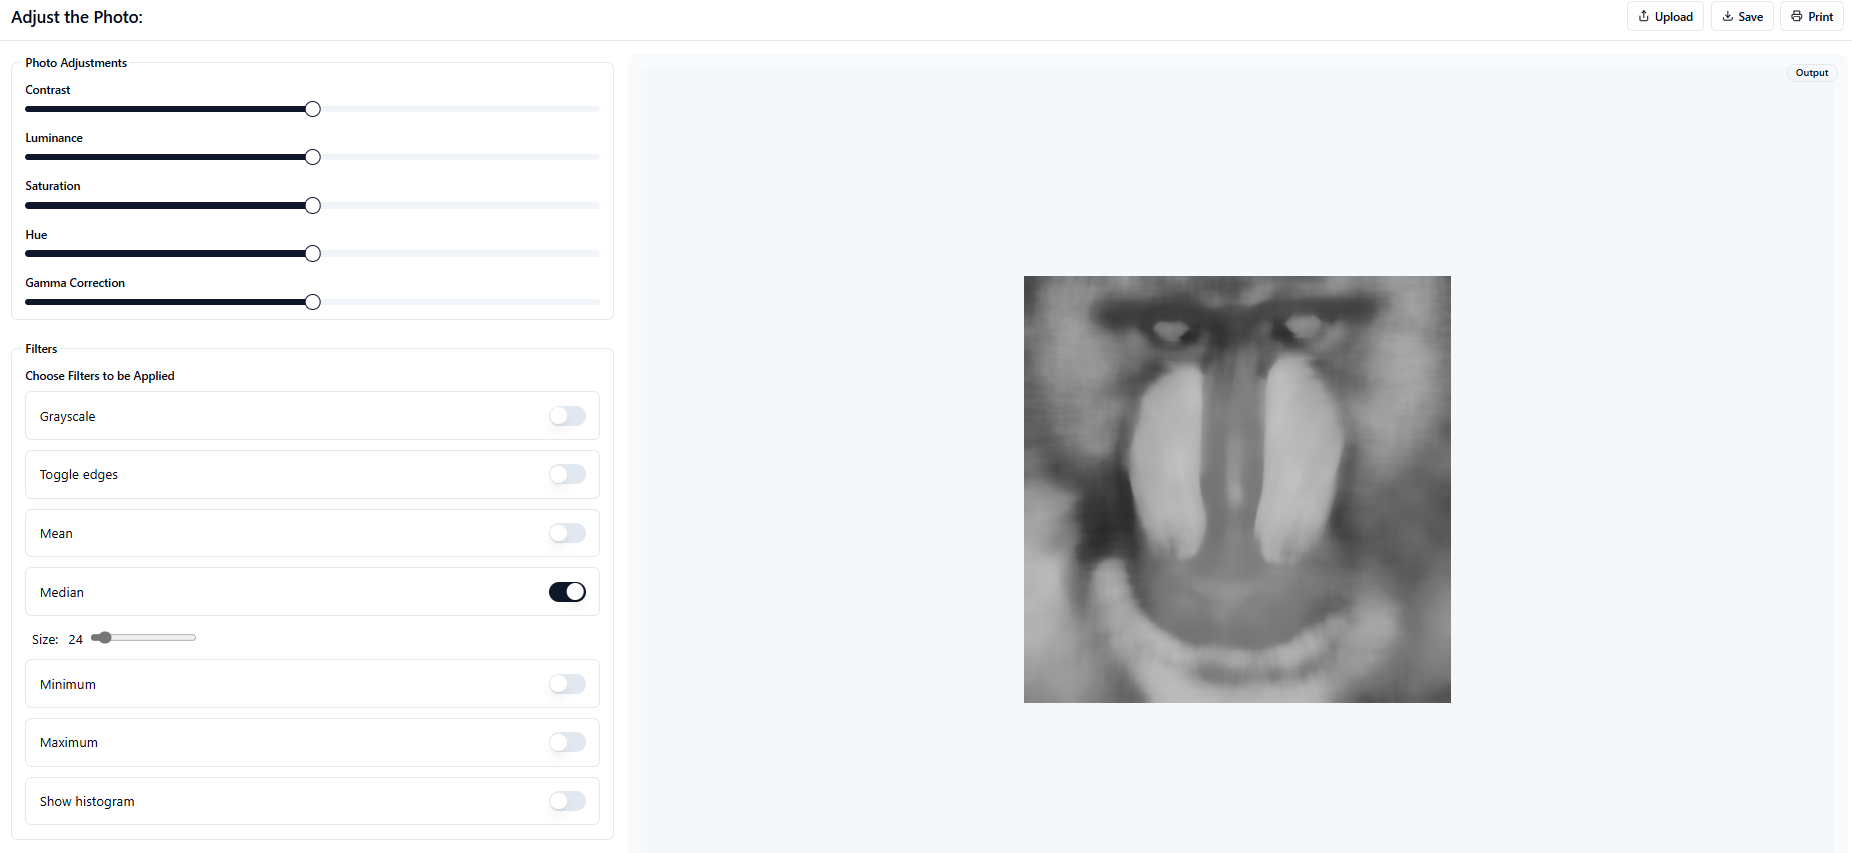 Adjust the Photo:
Upload
Save
Print
Photo Adjustments
Contrast
Luminance
Saturation
Hue
Gamma Correction
Filters
Choose Filters to be Applied
Grayscale
Toggle edges
Mean
Median
Size: 24
Minimum
Maximum
Show histogram
Output